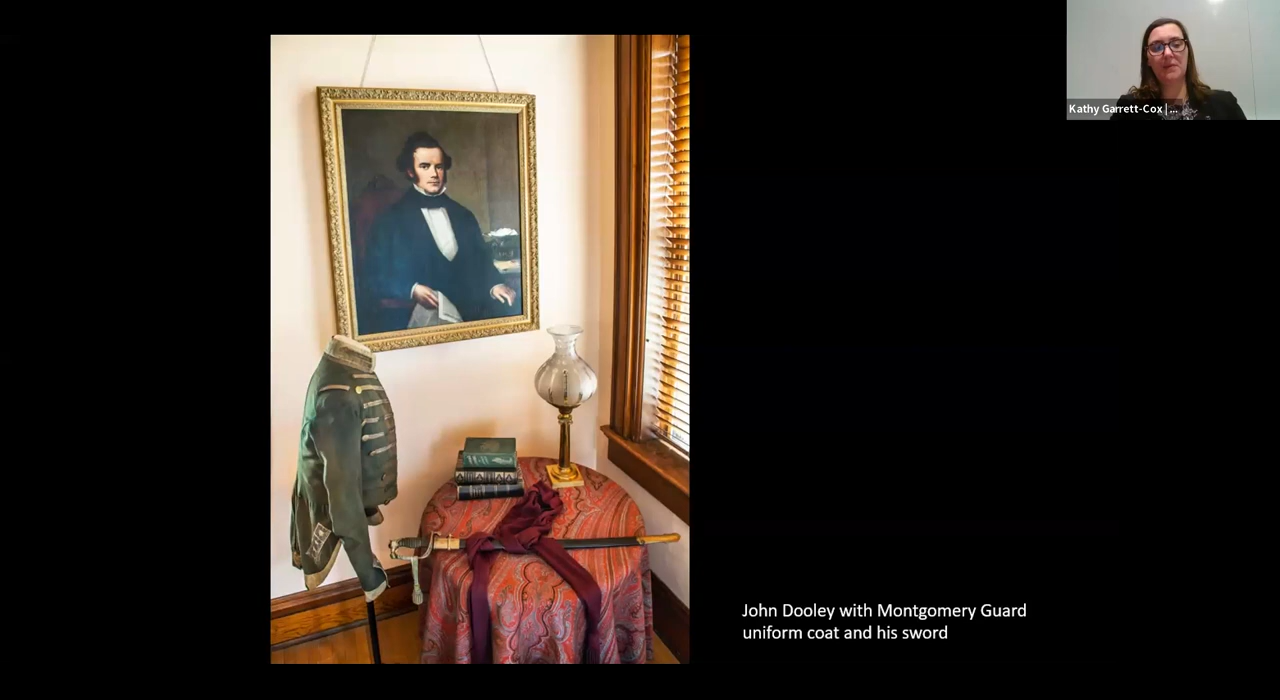 Kathy Garrett-Cox | ...
John Dooley with Montgomery Guard
uniform coat and his sword